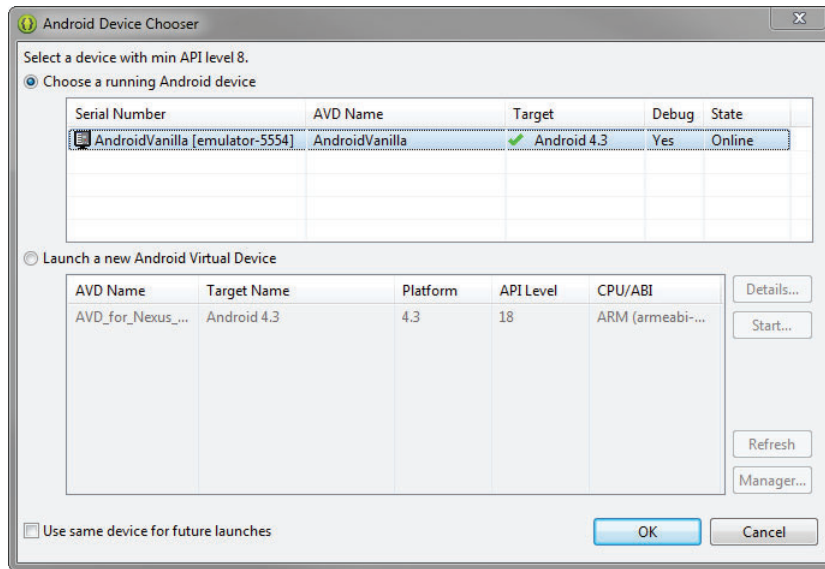 Android Device Chooser
Select a device with min API level 8.
Choose a running Android device
Serial Number AVD Name Target Debug State
AndroidVanilla [emulator-5554] AndroidVanilla Android 4.3 Yes Online
Launch a new Android Virtual Device
AVD Name Target Name Platform API Level CPU/ABI
AVD_for_Nexus_... Android 4.3 4.3 18 ARM (armeabi-...
Details...
Start...
Refresh
Manager...
Use same device for future launches
OK Cancel